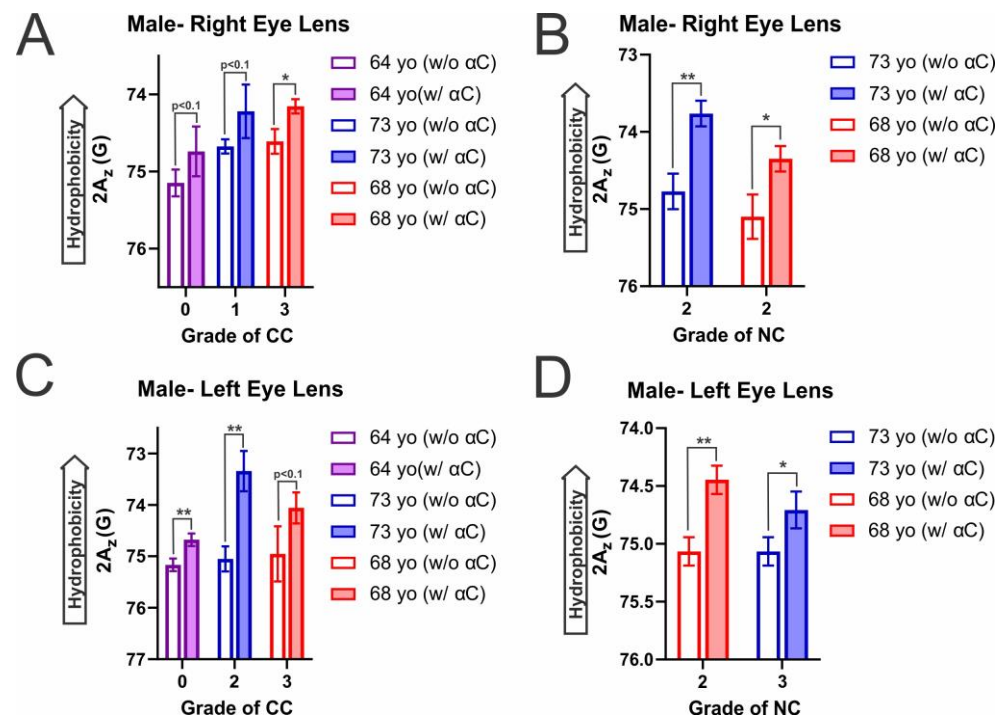 A
Male- Right Eye Lens
Hydrophobicity
2Az(G)
74
75
76
p<0.1
p<0.1
*
0 1 3
Grade of CC
64 yo (w/o αC)
64 yo(w/ αC)
73 yo (w/o αC)
73 yo (w/ αC)
68 yo (w/o αC)
68 yo (w/ αC)
B
Male- Right Eye Lens
Hydrophobicity
2Az(G)
73
74
75
76
**
*
2 2
Grade of NC
73 yo (w/o αC)
73 yo (w/ αC)
68 yo (w/o αC)
68 yo (w/ αC)
C
Male- Left Eye Lens
Hydrophobicity
2Az(G)
73
74
75
76
77
**
**
p<0.1
0 2 3
Grade of CC
64 yo (w/o αC)
64 yo(w/ αC)
73 yo (w/o αC)
73 yo (w/ αC)
68 yo (w/o αC)
68 yo (w/ αC)
D
Male- Left Eye Lens
Hydrophobicity
2Az(G)
74.0
74.5
75.0
75.5
76.0
**
*
2 3
Grade of NC
73 yo (w/o αC)
73 yo (w/ αC)
68 yo (w/o αC)
68 yo (w/ αC)